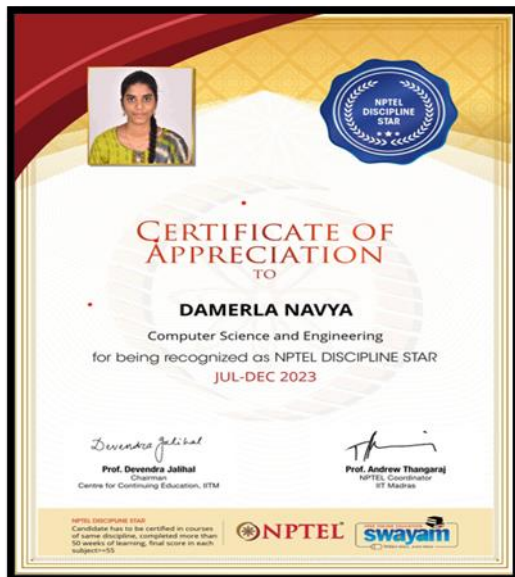 NPTEL
DISCIPLINE
STAR
CERTIFICATE OF
APPRECIATION
TO
DAMERLA NAVYA
Computer Science and Engineering
for being recognized as NPTEL DISCIPLINE STAR
JUL-DEC 2023
Devendra Jalihal
Prof. Devendra Jalihal
Chairman
Centre for Continuing Education, IITM
Prof. Andrew Thangaraj
NPTEL Coordinator
IIT Madras
NPTEL DISCIPLINE STAR
Candidate has to be certified in courses
of same discipline, completed more than
50 weeks of learning, final score in each
subject>=55
NPTEL
swayam